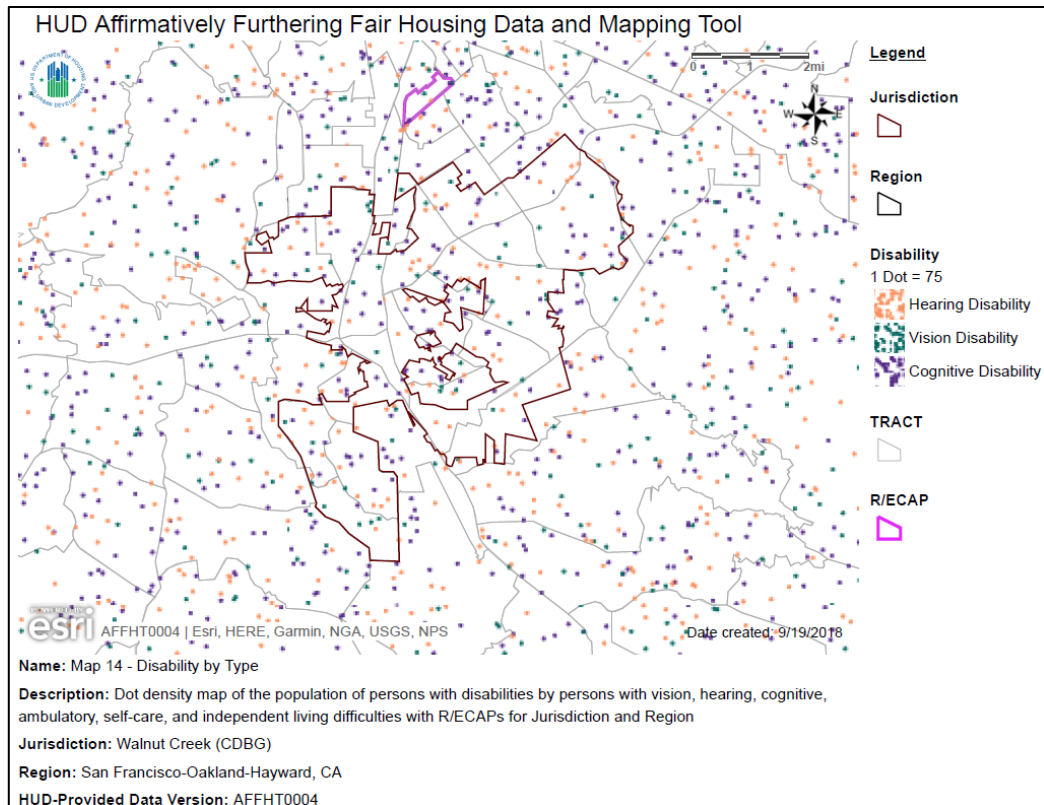 HUD Affirmatively Furthering Fair Housing Data and Mapping Tool
0 1 2mi
N
W E
S
Legend
Jurisdiction
Region
Disability
1 Dot = 75
Hearing Disability
Vision Disability
Cognitive Disability
TRACT
R/ECAP
POWERED BY
esri
AFFHT0004 | Esri, HERE, Garmin, NGA, USGS, NPS
Date created: 9/19/2018
Name: Map 14 - Disability by Type
Description: Dot density map of the population of persons with disabilities by persons with vision, hearing, cognitive,
ambulatory, self-care, and independent living difficulties with R/ECAPs for Jurisdiction and Region
Jurisdiction: Walnut Creek (CDBG)
Region: San Francisco-Oakland-Hayward, CA
HUD-Provided Data Version: AFFHT0004